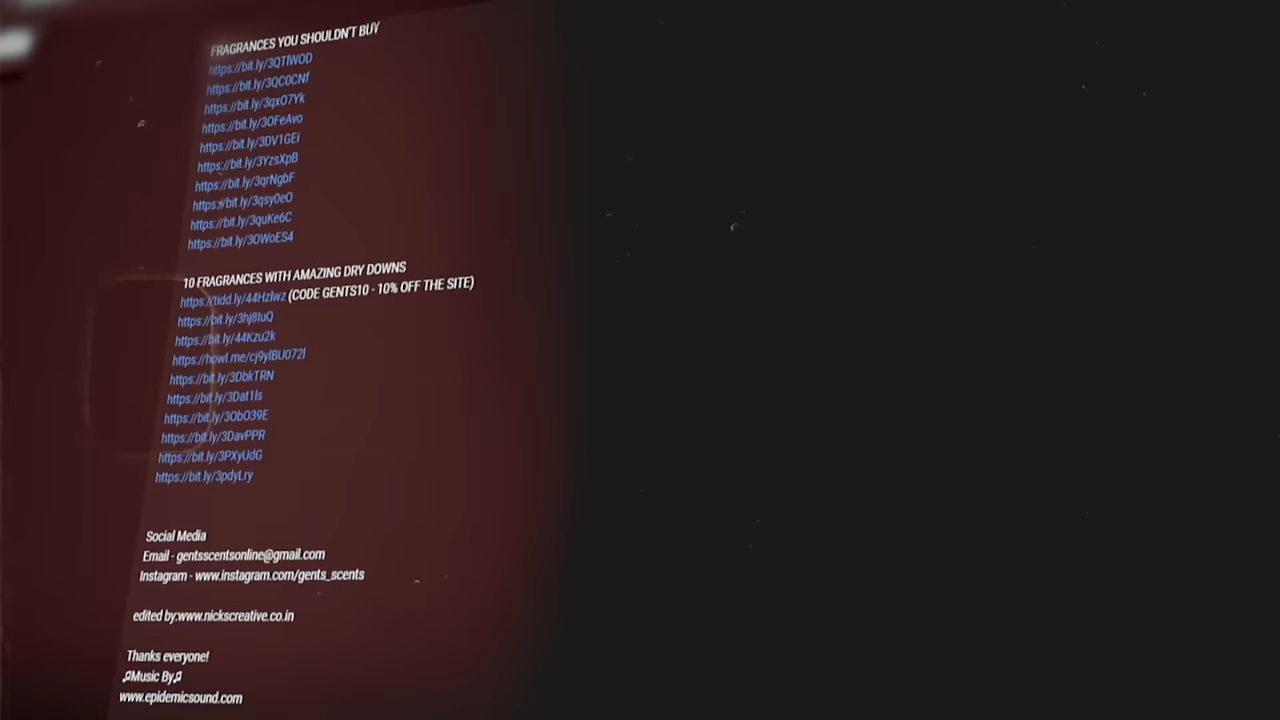 FRAGRANCES YOU SHOULDN'T BUY
https://bit.ly/3QTlWOD
https://bit.ly/3QC0CNf
https://bit.ly/3qxO7Yk
https://bit.ly/3OFeAvo
https://bit.ly/3DV1GEi
https://bit.ly/3YzsXpB
https://bit.ly/3qrNgbF
https://bit.ly/3qsy0eO
https://bit.ly/3quKe6C
https://bit.ly/3OWoES4
10 FRAGRANCES WITH AMAZING DRY DOWNS
https://tidd.ly/44Hzlwz (CODE GENTS10 - 10% OFF THE SITE)
https://bit.ly/3hj8IuQ
https://bit.ly/44Kzu2k
https://howl.me/cj9ylBU072l
https://bit.ly/3DbkTRN
https://bit.ly/3Dat1ls
https://bit.ly/3ObO39E
https://bit.ly/3DavPPR
https://bit.ly/3PXyUdG
https://bit.ly/3pdyLry
Social Media
Email - gentsscentsonline@gmail.com
Instagram - www.instagram.com/gents_scents
edited by:www.nickscreative.co.in
Thanks everyone!
♫Music By♫
www.epidemicsound.com